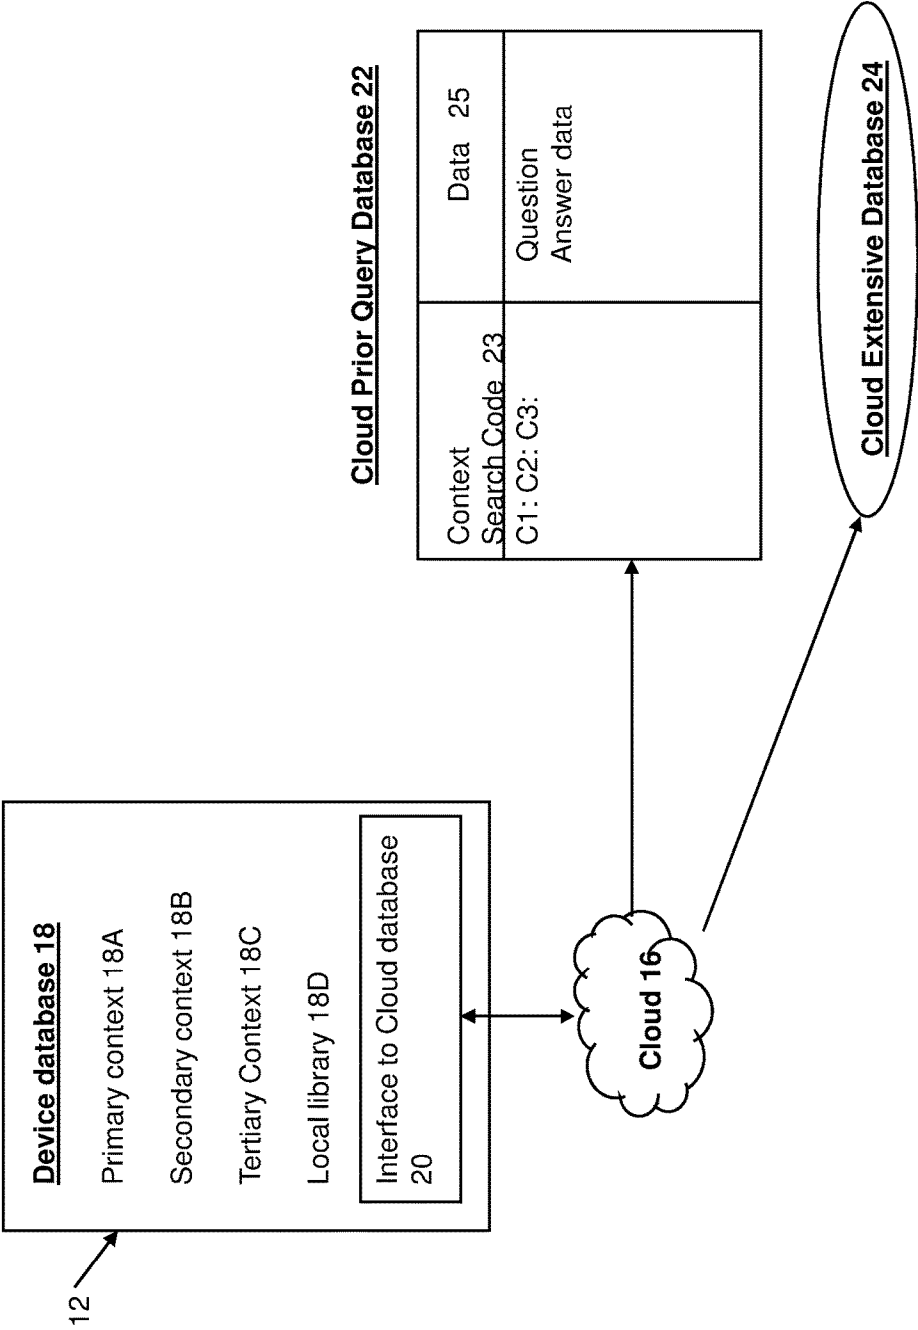 12
Device database 18
Primary context 18A
Secondary context 18B
Tertiary Context 18C
Local library 18D
Interface to Cloud database
20
Cloud 16
Cloud Prior Query Database 22
Context
Search Code 23
Data 25
C1: C2: C3:
Question
Answer data
Cloud Extensive Database 24